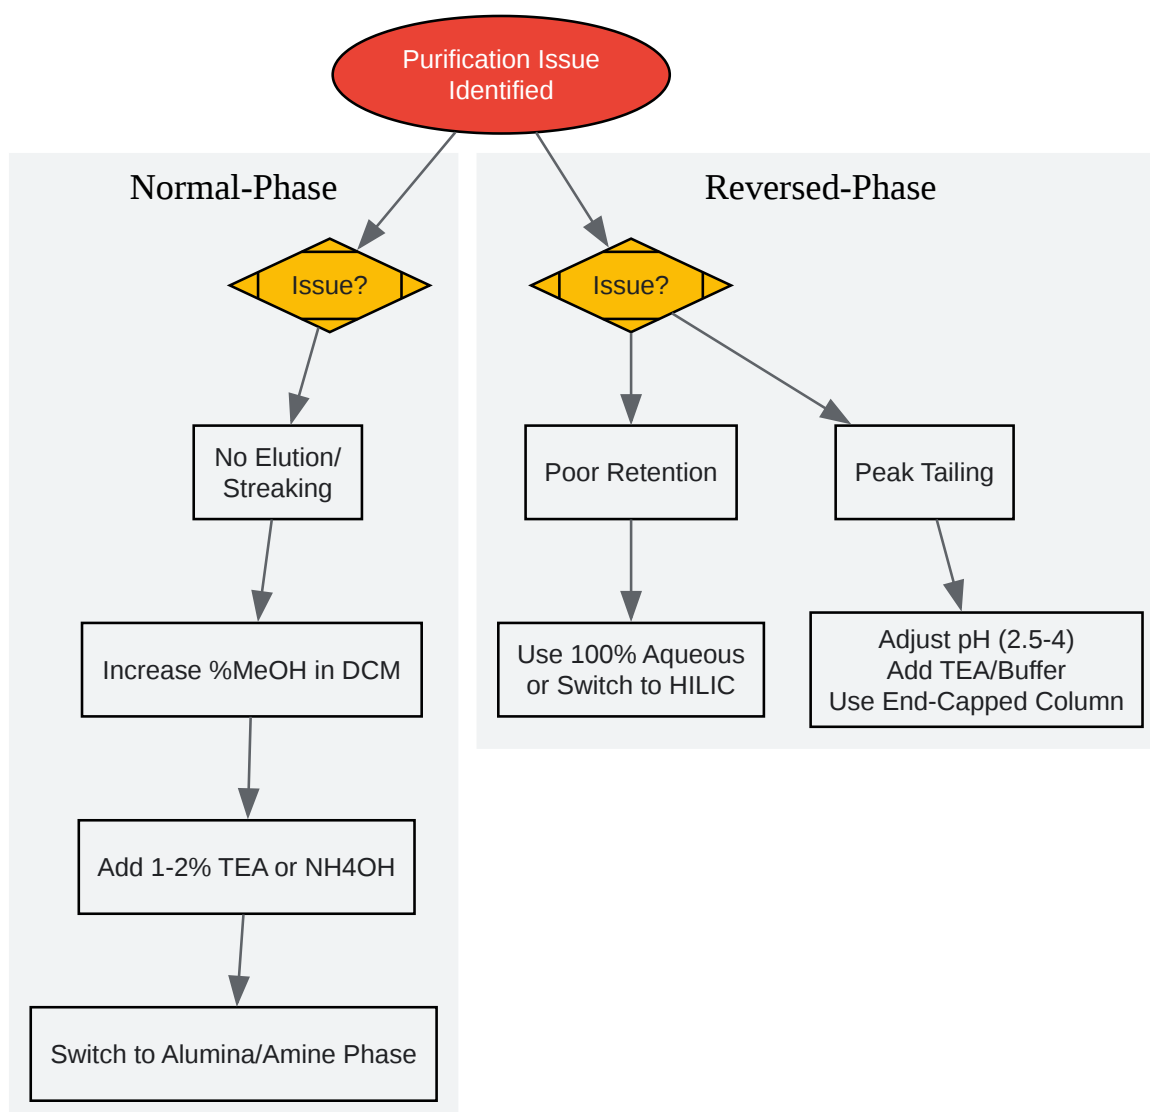 Purification Issue
Identified
Normal-Phase
Reversed-Phase
Issue?
Issue?
No Elution/
Streaking
Poor Retention
Peak Tailing
Increase %MeOH in DCM
Use 100% Aqueous
or Switch to HILIC
Adjust pH (2.5-4)
Add TEA/Buffer
Use End-Capped Column
Add 1-2% TEA or NH4OH
Switch to Alumina/Amine Phase